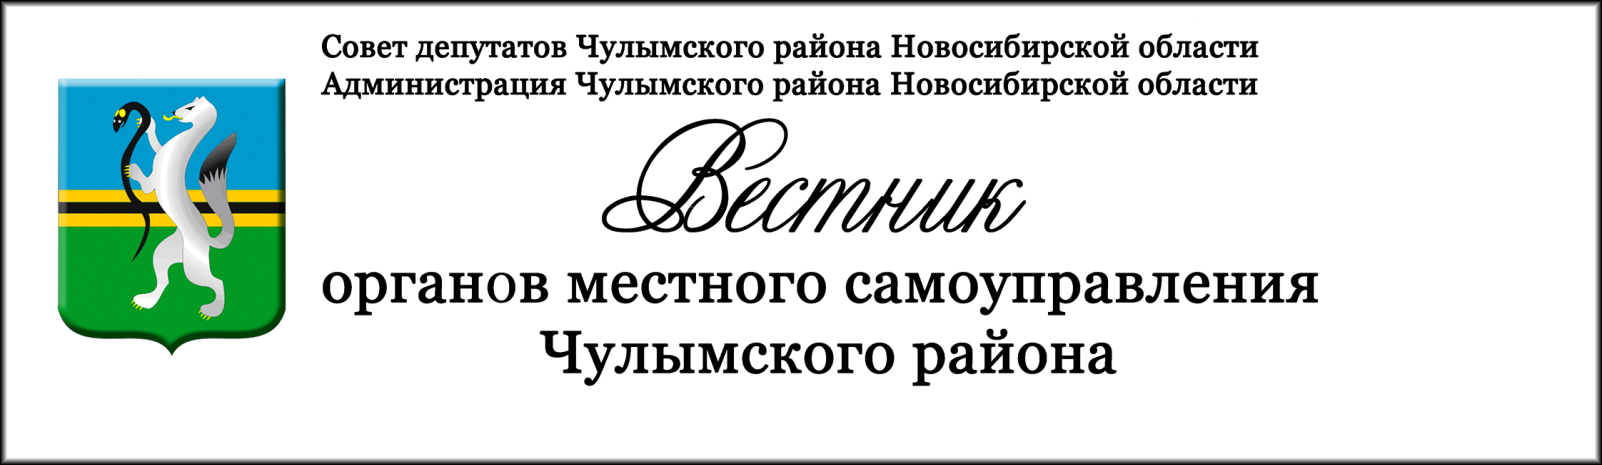 Совет депутатов Чулымского района Новосибирской области
Администрация Чулымского района Новосибирской области
Вестник
органов местного самоуправления
Чулымского района